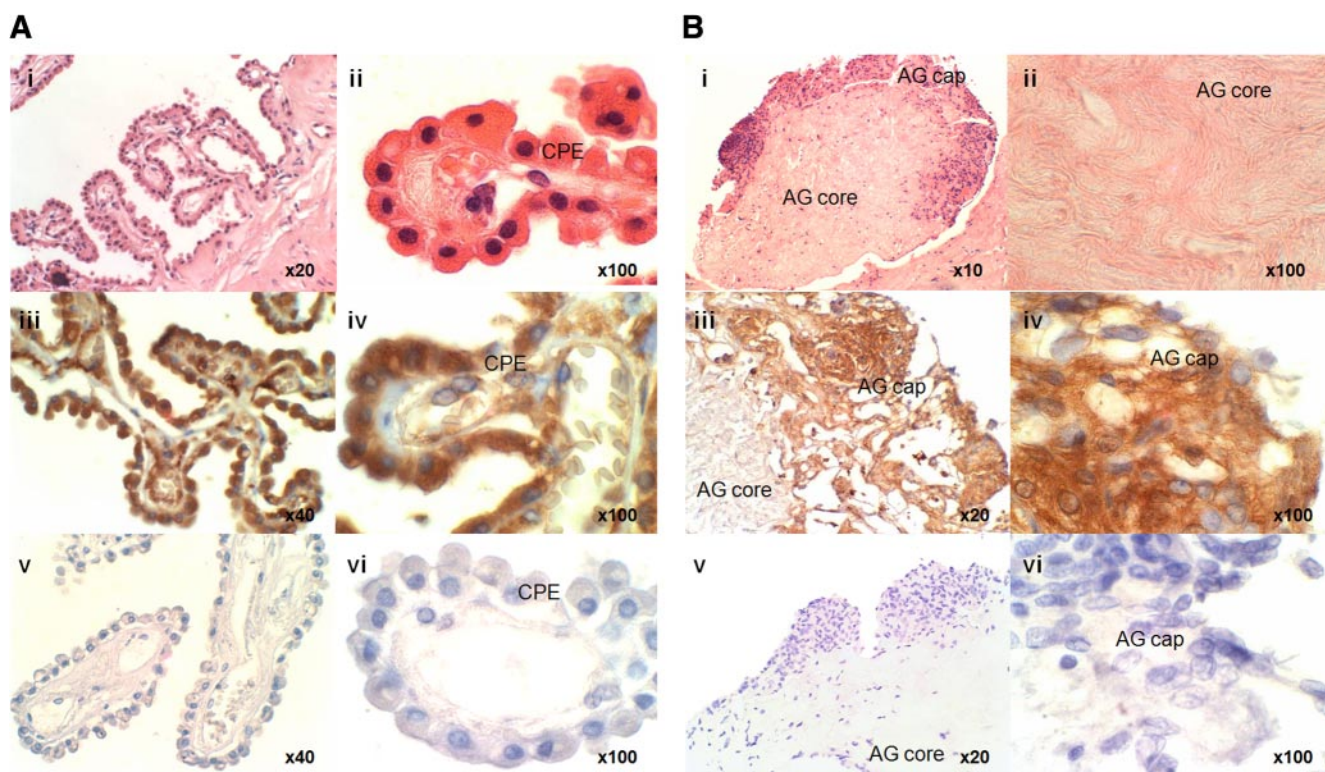 A
B
i
x20
ii
CPE
x100
i
AG cap
AG core
x10
ii
AG core
x100
iii
x40
iv
CPE
x100
iii
AG cap
AG core
x20
iv
AG cap
x100
v
x40
vi
CPE
x100
v
AG core
x20
vi
AG cap
x100